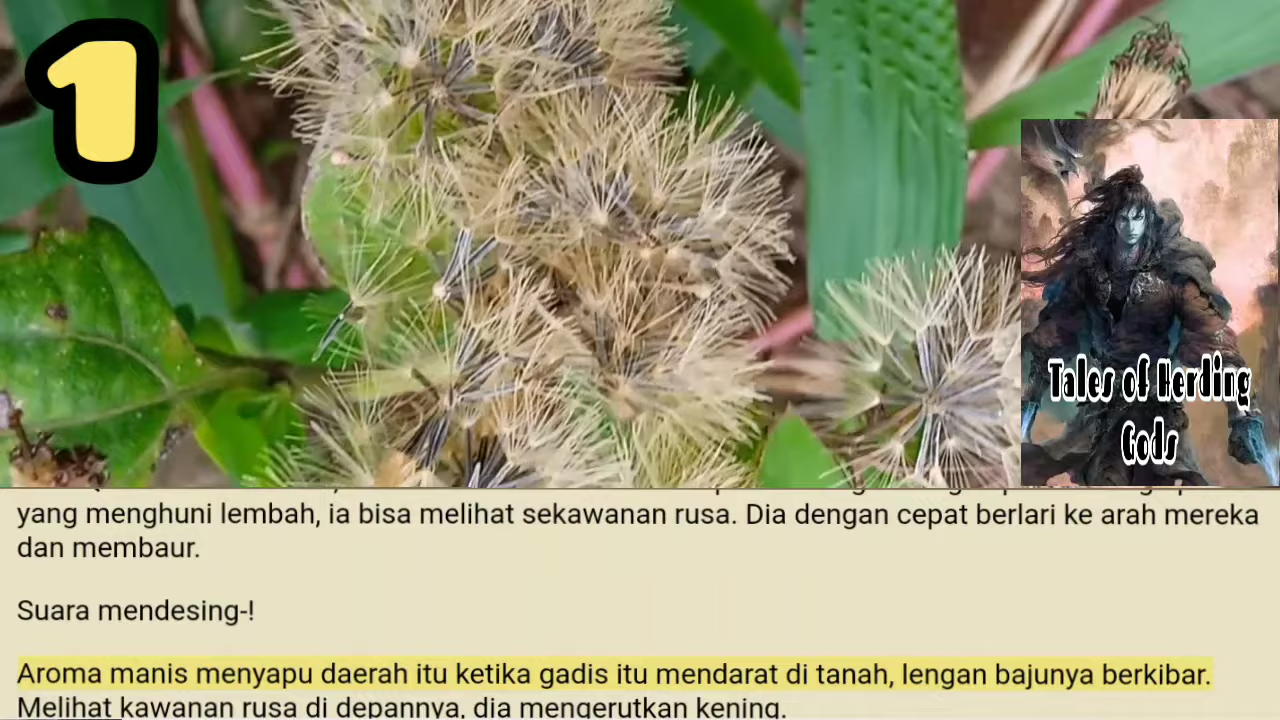 1
Tales of Herding
Gods
yang menghuni lembah, ia bisa melihat sekawanan rusa. Dia dengan cepat berlari ke arah mereka
dan membaur.
Suara mendesing-!
Aroma manis menyapu daerah itu ketika gadis itu mendarat di tanah, lengan bajunya berkibar.
Melihat kawanan rusa di depannya, dia mengerutkan kening.